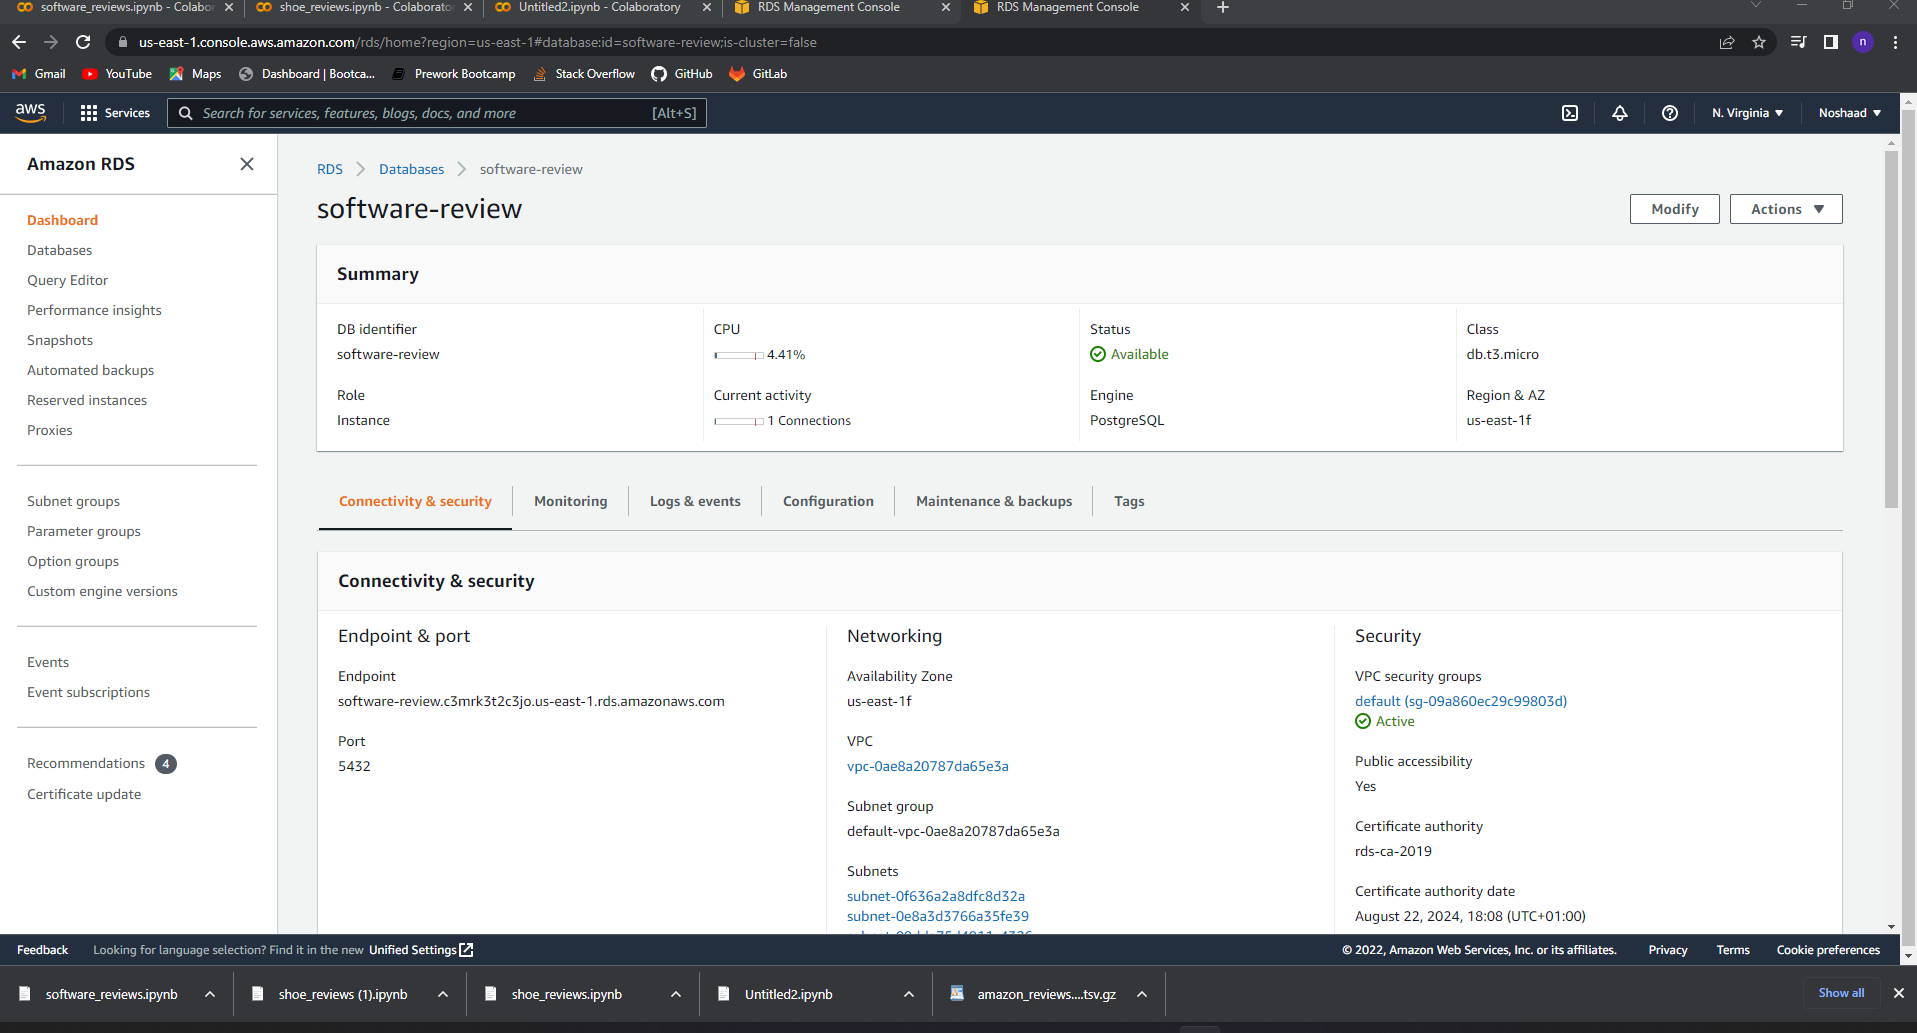 software_reviews.ipynb - Colabor
shoe_reviews.ipynb - Colaborator
Untitled2.ipynb - Colaboratory
RDS Management Console
RDS Management Console
us-east-1.console.aws.amazon.com/rds/home?region=us-east-1#database:id=software-review;is-cluster=false
n
Gmail
YouTube
Maps
Dashboard | Bootca...
Prework Bootcamp
Stack Overflow
GitHub
GitLab
aws
Services
Search for services, features, blogs, docs, and more
[Alt+S]
N. Virginia
Noshaad
Amazon RDS
Dashboard
Databases
Query Editor
Performance insights
Snapshots
Automated backups
Reserved instances
Proxies
Subnet groups
Parameter groups
Option groups
Custom engine versions
Events
Event subscriptions
Recommendations 4
Certificate update
RDS
Databases
software-review
software-review
Modify
Actions
Summary
DB identifier
software-review
Role
Instance
CPU
4.41%
Current activity
1 Connections
Status
Available
Engine
PostgreSQL
Class
db.t3.micro
Region & AZ
us-east-1f
Connectivity & security
Monitoring
Logs & events
Configuration
Maintenance & backups
Tags
Connectivity & security
Endpoint & port
Endpoint
software-review.c3mrk3t2c3jo.us-east-1.rds.amazonaws.com
Port
5432
Networking
Availability Zone
us-east-1f
VPC
vpc-0ae8a20787da65e3a
Subnet group
default-vpc-0ae8a20787da65e3a
Subnets
subnet-0f636a2a8dfc8d32a
subnet-0e8a3d3766a35fe39
Security
VPC security groups
default (sg-09a860ec29c99803d)
Active
Public accessibility
Yes
Certificate authority
rds-ca-2019
Certificate authority date
August 22, 2024, 18:08 (UTC+01:00)
Feedback
Looking for language selection? Find it in the new Unified Settings
© 2022, Amazon Web Services, Inc. or its affiliates.
Privacy
Terms
Cookie preferences
software_reviews.ipynb
shoe_reviews (1).ipynb
shoe_reviews.ipynb
Untitled2.ipynb
amazon_reviews....tsv.gz
Show all